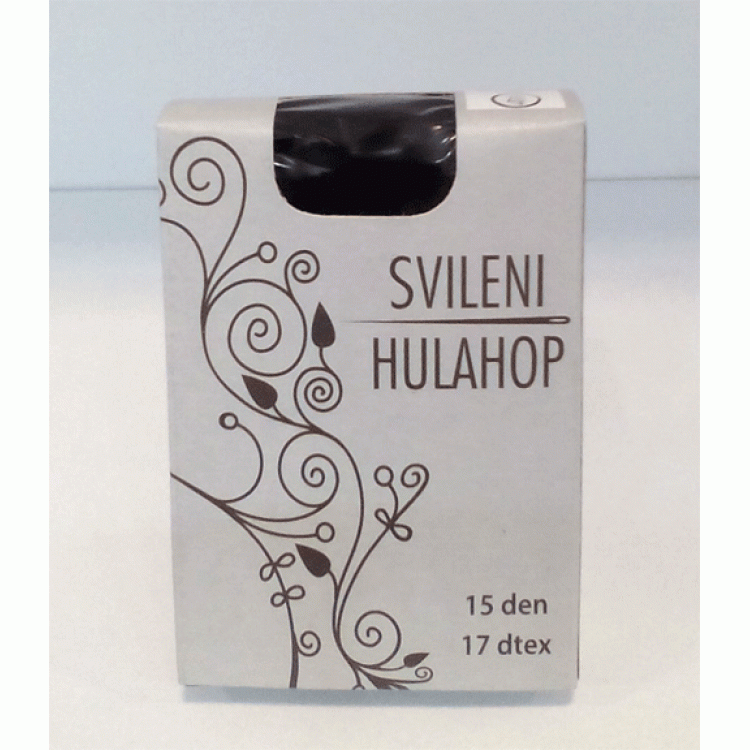 SVILENI
HULAHOP
15 den
17 dtex